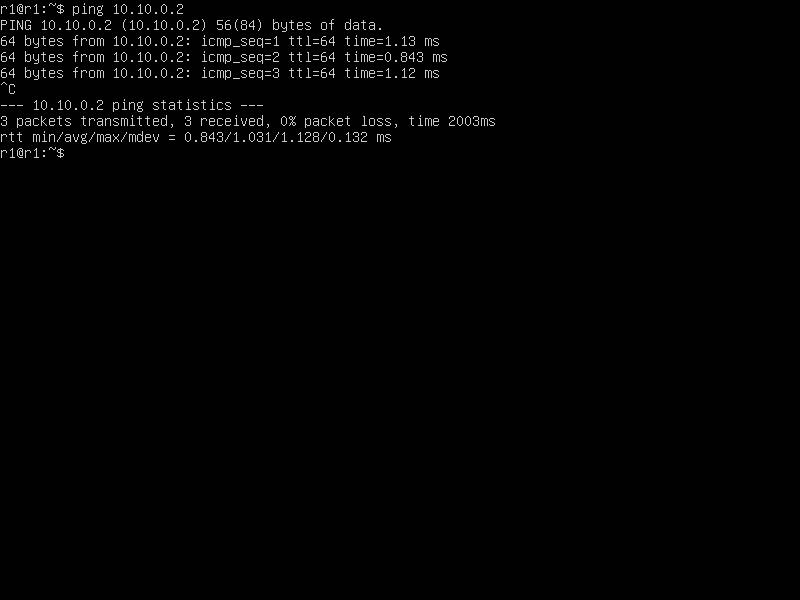 r1@r1:~$ ping 10.10.0.2
PING 10.10.0.2 (10.10.0.2) 56(84) bytes of data.
64 bytes from 10.10.0.2: icmp_seq=1 ttl=64 time=1.13 ms
64 bytes from 10.10.0.2: icmp_seq=2 ttl=64 time=0.843 ms
64 bytes from 10.10.0.2: icmp_seq=3 ttl=64 time=1.12 ms
^C
--- 10.10.0.2 ping statistics ---
3 packets transmitted, 3 received, 0% packet loss, time 2003ms
rtt min/avg/max/mdev = 0.843/1.031/1.128/0.132 ms
r1@r1:~$